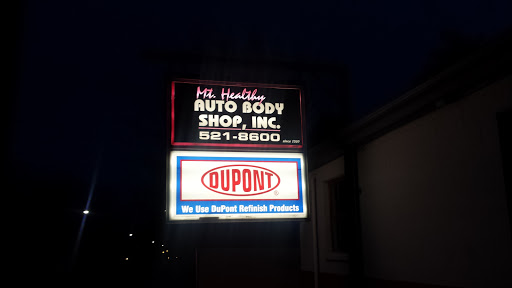 Mt. Healthy
AUTO BODY
SHOP, INC.
521-8600
DUPONT
®
We Use DuPont Refinish Products